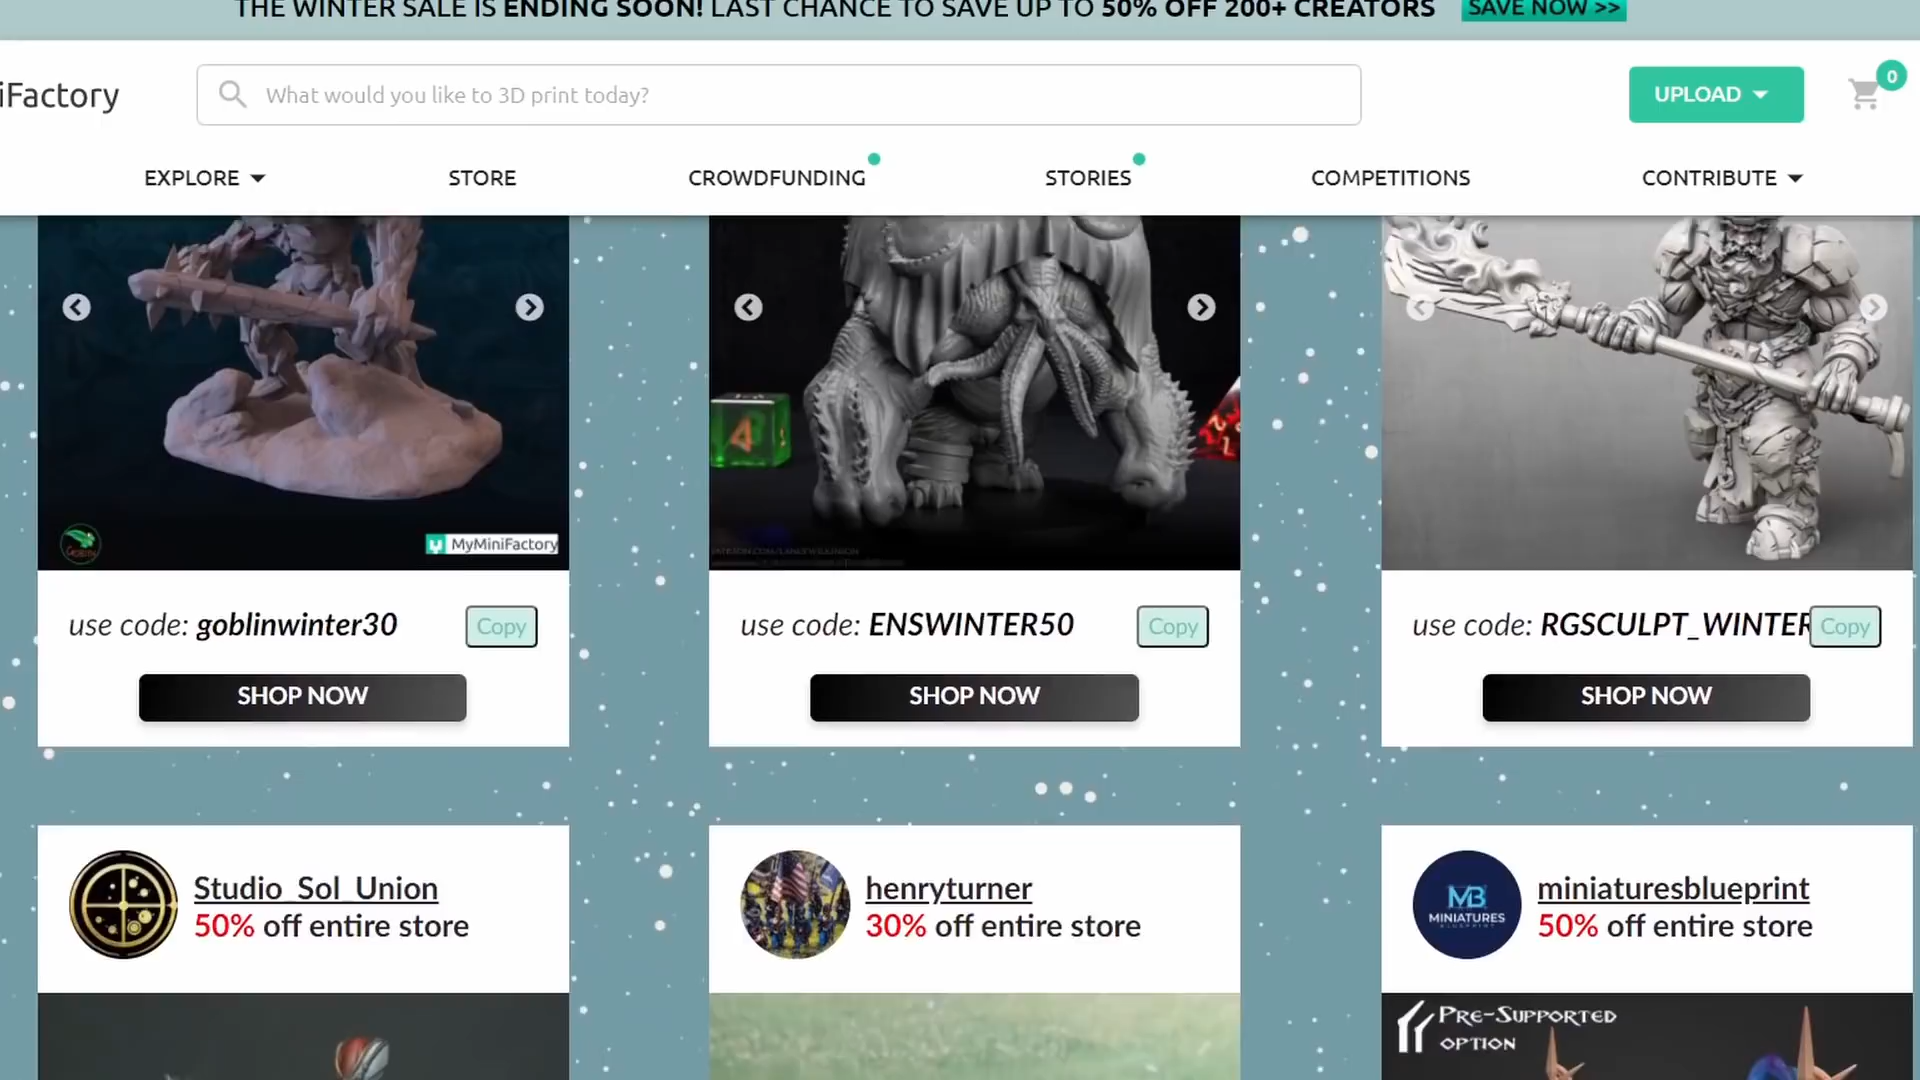 THE WINTER SALE IS ENDING SOON! LAST CHANCE TO SAVE UP TO 50% OFF 200+ CREATORS SAVE NOW >>
iFactory
What would you like to 3D print today?
UPLOAD
0
EXPLORE
STORE
CROWDFUNDING
STORIES
COMPETITIONS
CONTRIBUTE
MyMiniFactory
4
use code: goblinwinter30
Copy
SHOP NOW
use code: ENSWINTER50
Copy
SHOP NOW
use code: RGSCULPT_WINTER
Copy
SHOP NOW
Studio_Sol_Union
50% off entire store
henryturner
30% off entire store
MB
MINIATURES
BLUEPRINT
miniaturesblueprint
50% off entire store
PRE-SUPPORTED
OPTION